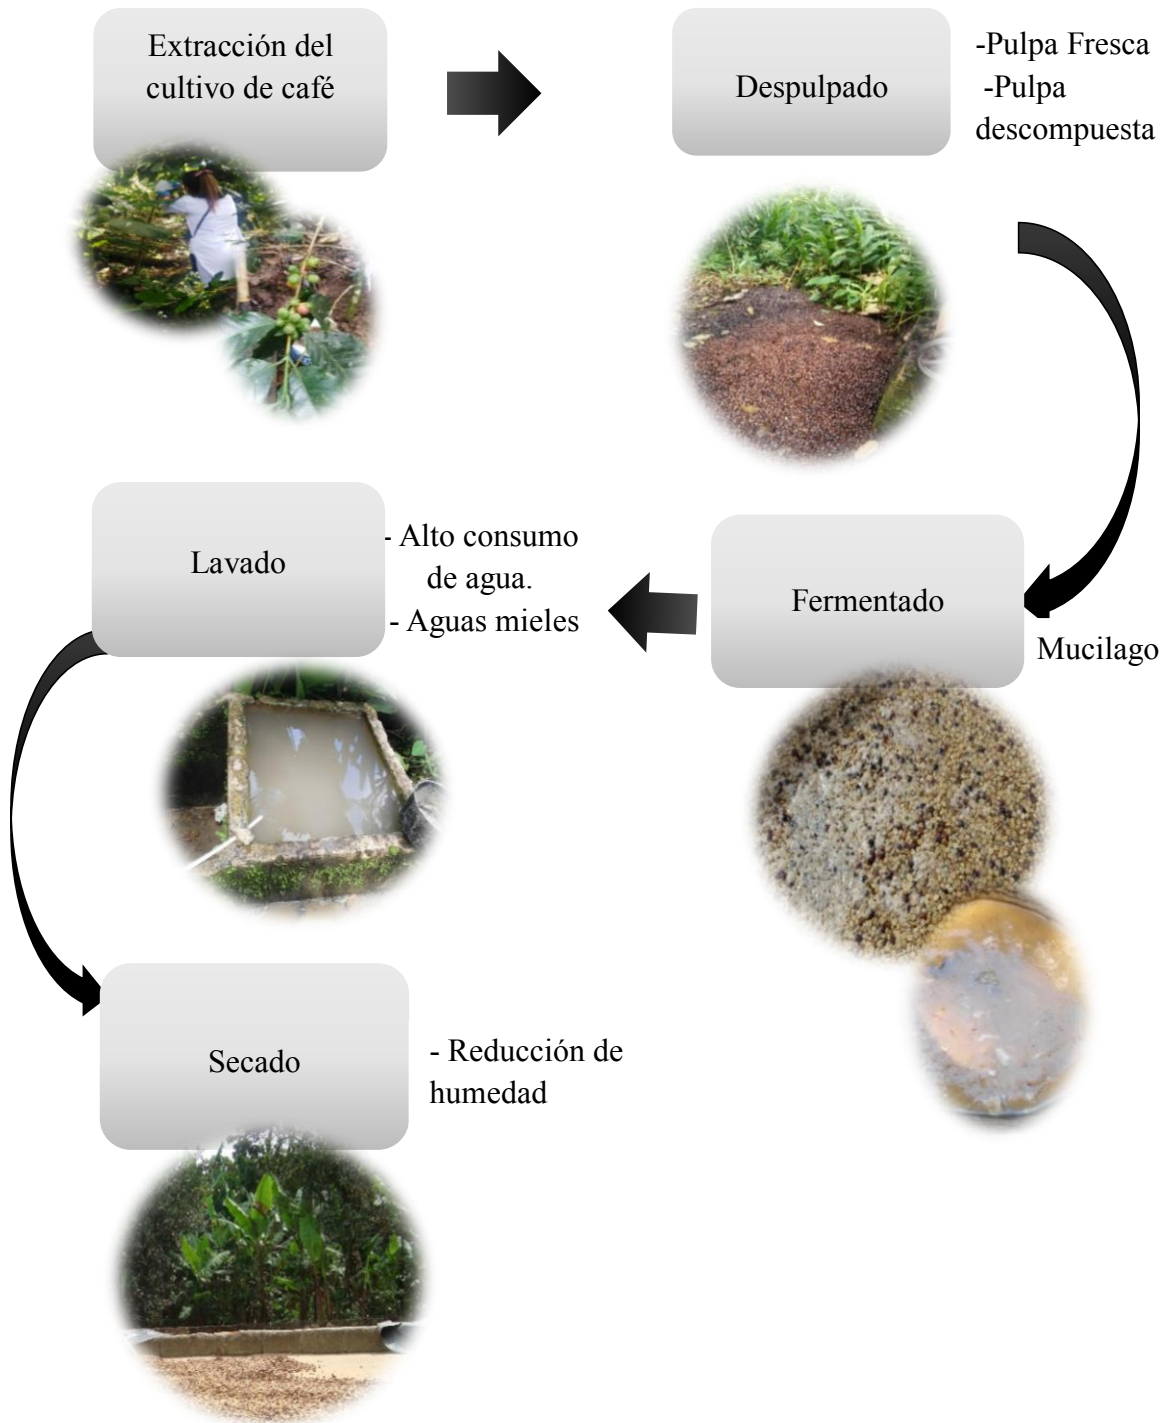 Extracción del
cultivo de café
Despulpado
-Pulpa Fresca
-Pulpa
descompuesta
Lavado
- Alto consumo
de agua.
- Aguas mieles
Fermentado
Mucilago
Secado
- Reducción de
humedad